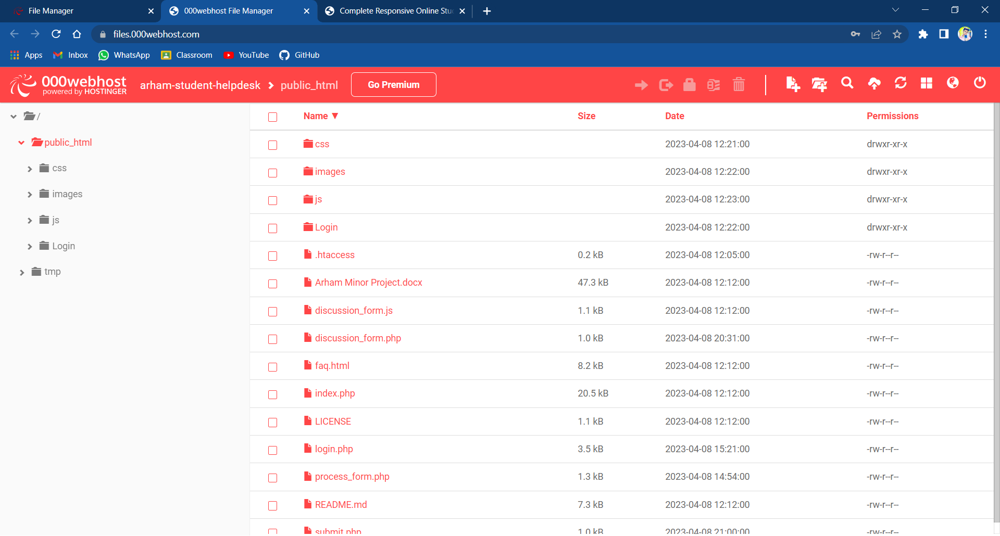 File Manager
000webhost File Manager
Complete Responsive Online Stu
files.000webhost.com
Apps
Inbox
WhatsApp
Classroom
YouTube
GitHub
000webhost
powered by HOSTINGER
arham-student-helpdesk
public_html
Go Premium
/
public_html
css
images
js
Login
tmp
Name ▼ Size Date Permissions
css 2023-04-08 12:21:00 drwxr-xr-x
images 2023-04-08 12:22:00 drwxr-xr-x
js 2023-04-08 12:23:00 drwxr-xr-x
Login 2023-04-08 12:22:00 drwxr-xr-x
.htaccess 0.2 kB 2023-04-08 12:05:00 -rw-r--r--
Arham Minor Project.docx 47.3 kB 2023-04-08 12:12:00 -rw-r--r--
discussion_form.js 1.1 kB 2023-04-08 12:12:00 -rw-r--r--
discussion_form.php 1.0 kB 2023-04-08 20:31:00 -rw-r--r--
faq.html 8.2 kB 2023-04-08 12:12:00 -rw-r--r--
index.php 20.5 kB 2023-04-08 12:12:00 -rw-r--r--
LICENSE 1.1 kB 2023-04-08 12:12:00 -rw-r--r--
login.php 3.5 kB 2023-04-08 15:21:00 -rw-r--r--
process_form.php 1.3 kB 2023-04-08 14:54:00 -rw-r--r--
README.md 7.3 kB 2023-04-08 12:12:00 -rw-r--r--
submit.php 1.0 kB 2023-04-08 21:00:00 -rw-r--r--